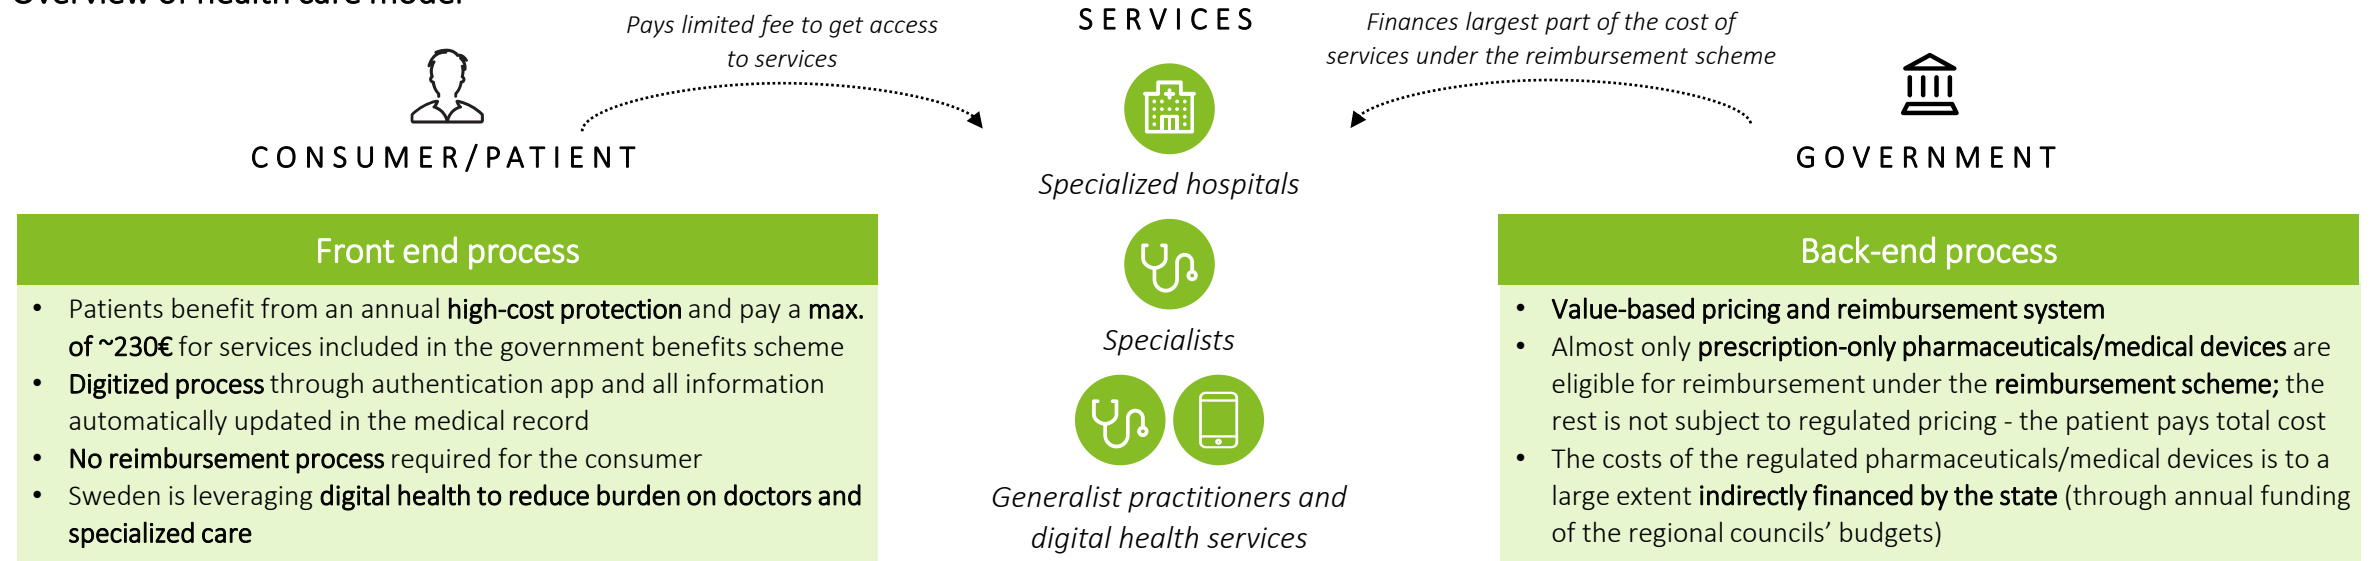 Overview of health care model
Pays limited fee to get access
to services
SERVICES
Finances largest part of the cost of
services under the reimbursement scheme
CONSUMER/PATIENT
GOVERNMENT
Specialized hospitals
Specialists
Generalist practitioners and
digital health services
Front end process
• Patients benefit from an annual high-cost protection and pay a max.
of ~230€ for services included in the government benefits scheme
• Digitized process through authentication app and all information
automatically updated in the medical record
• No reimbursement process required for the consumer
• Sweden is leveraging digital health to reduce burden on doctors and
specialized care
Back-end process
• Value-based pricing and reimbursement system
• Almost only prescription-only pharmaceuticals/medical devices are
eligible for reimbursement under the reimbursement scheme; the
rest is not subject to regulated pricing - the patient pays total cost
• The costs of the regulated pharmaceuticals/medical devices is to a
large extent indirectly financed by the state (through annual funding
of the regional councils’ budgets)